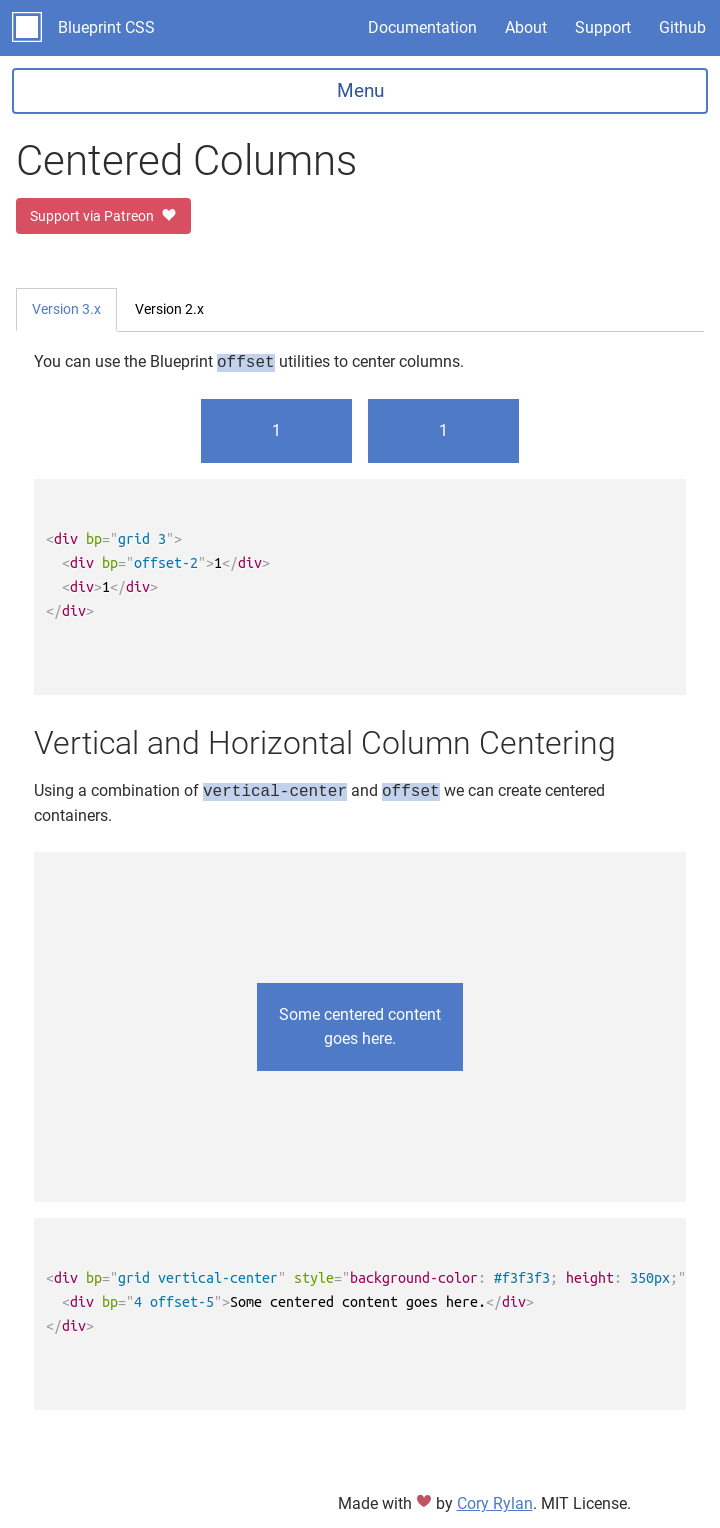 Blueprint CSS
Documentation
About
Support
Github
Menu
Centered Columns
Support via Patreon
Version 3.x
Version 2.x
You can use the Blueprint offset utilities to center columns.
1
1
<div bp="grid 3">
<div bp="offset-2">1</div>
<div>1</div>
</div>
Vertical and Horizontal Column Centering
Using a combination of vertical-center and offset we can create centered
containers.
Some centered content
goes here.
<div bp="grid vertical-center" style="background-color: #f3f3f3; height: 350px;"
<div bp="4 offset-5">Some centered content goes here.</div>
</div>
Made with ♥ by Cory Rylan. MIT License.